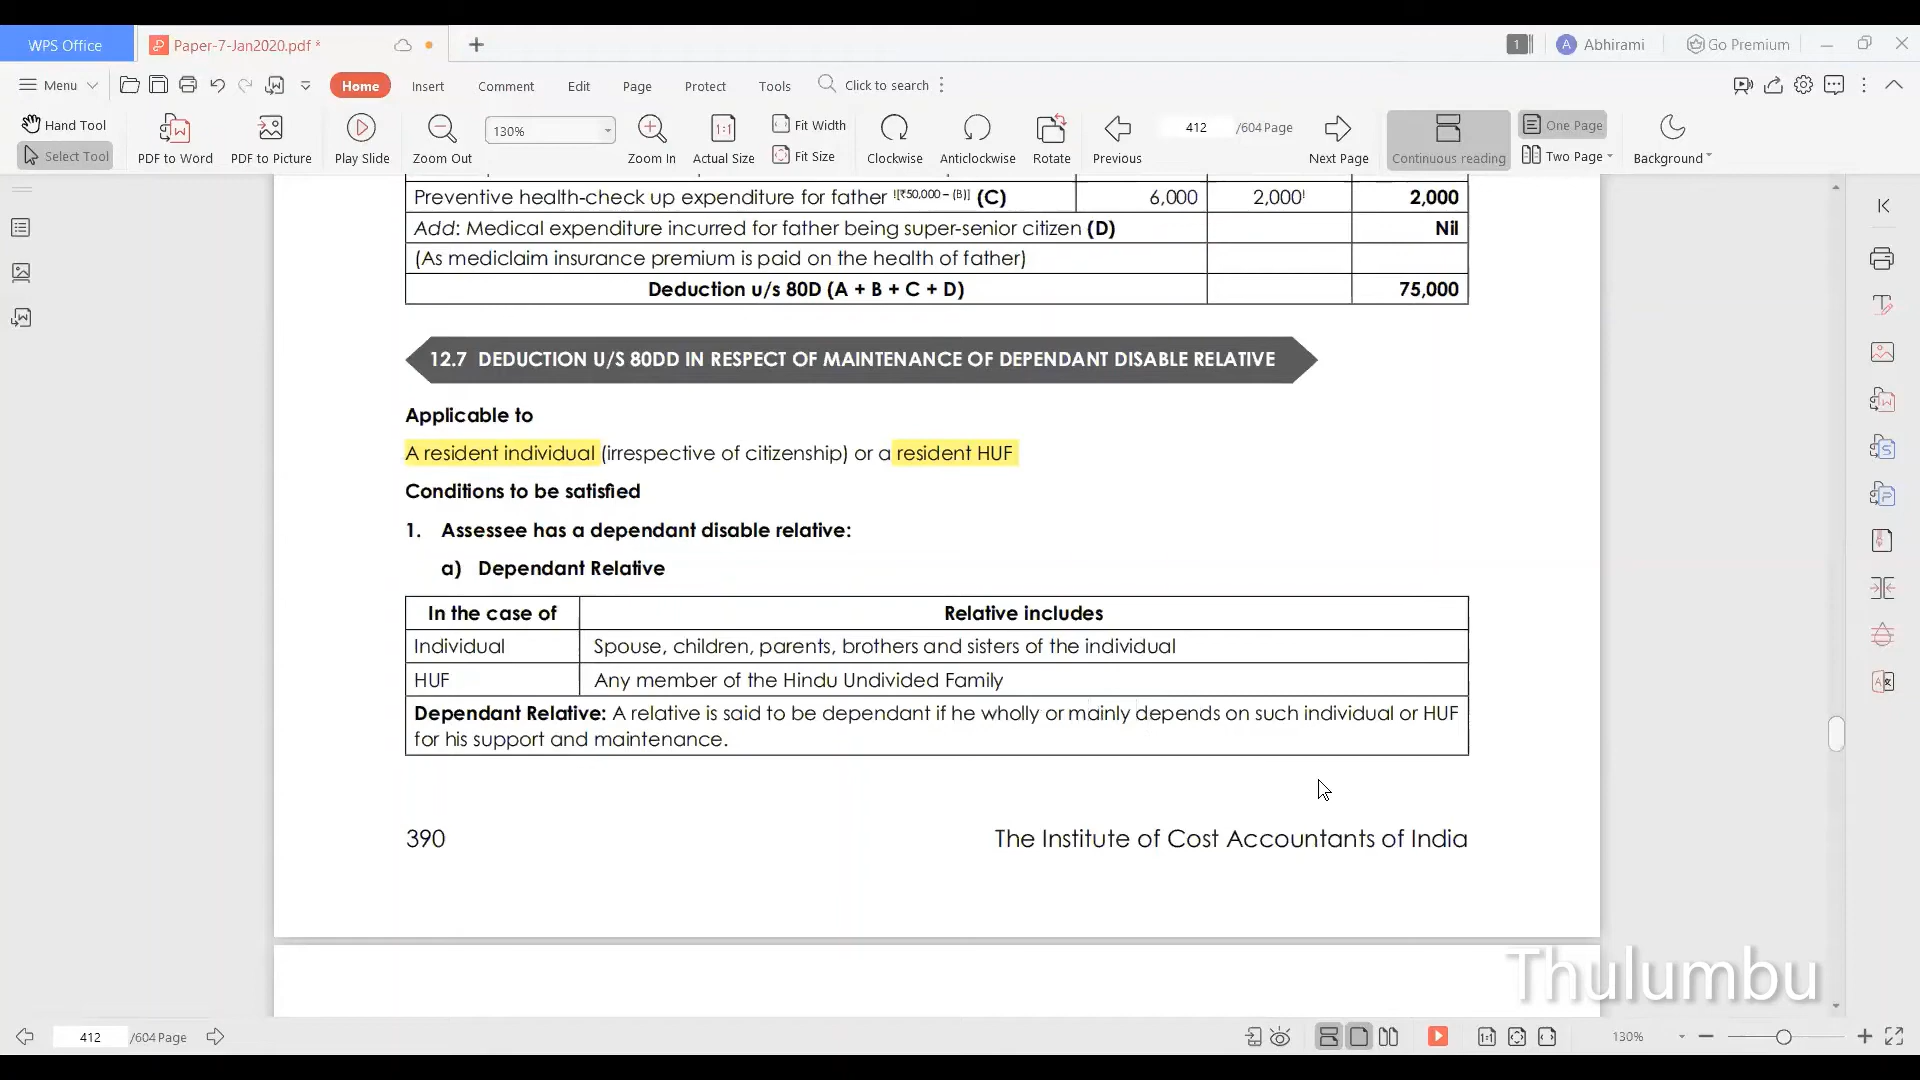 WPS Office
Paper-7-Jan2020.pdf *
1
A
Abhirami
Go Premium
Menu
Home
Insert
Comment
Edit
Page
Protect
Tools
Click to search
Hand Tool
Select Tool
PDF to Word
PDF to Picture
Play Slide
Zoom Out
130%
Zoom In
1:1
Actual Size
Fit Width
Fit Size
Clockwise
Anticlockwise
Rotate
Previous
412 /604 Page
Next Page
Continuous reading
One Page
Two Page
Background
Preventive health-check up expenditure for father ![₹50,000 – (B)] (C) 6,000 2,000! 2,000
Add: Medical expenditure incurred for father being super-senior citizen (D) Nil
(As mediclaim insurance premium is paid on the health of father)
Deduction u/s 80D (A + B + C + D) 75,000
12.7 DEDUCTION U/S 80DD IN RESPECT OF MAINTENANCE OF DEPENDANT DISABLE RELATIVE
Applicable to
A resident individual (irrespective of citizenship) or a resident HUF
Conditions to be satisfied
1. Assessee has a dependant disable relative:
a) Dependant Relative
In the case of Relative includes
Individual Spouse, children, parents, brothers and sisters of the individual
HUF Any member of the Hindu Undivided Family
Dependant Relative: A relative is said to be dependant if he wholly or mainly depends on such individual or HUF
for his support and maintenance.
390 The Institute of Cost Accountants of India
Thulumbu
412 /604 Page
1:1
130%